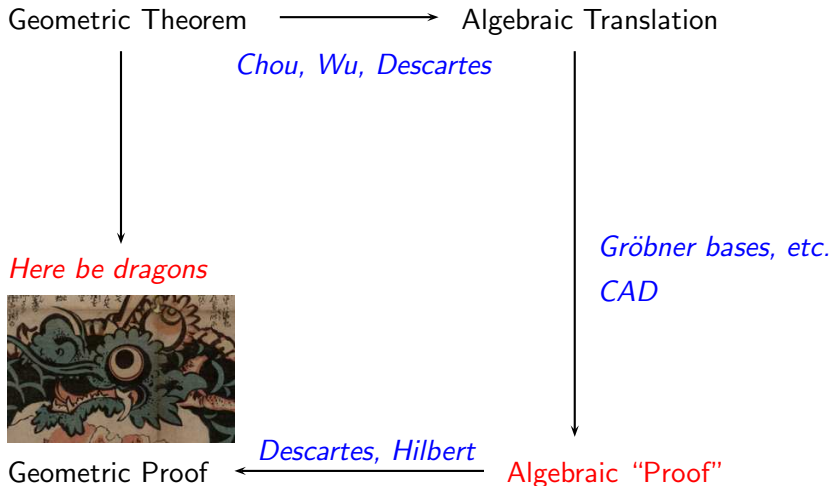 Geometric Theorem
Algebraic Translation
Chou, Wu, Descartes
Gröbner bases, etc.
CAD
Here be dragons
Descartes, Hilbert
Geometric Proof
Algebraic “Proof”